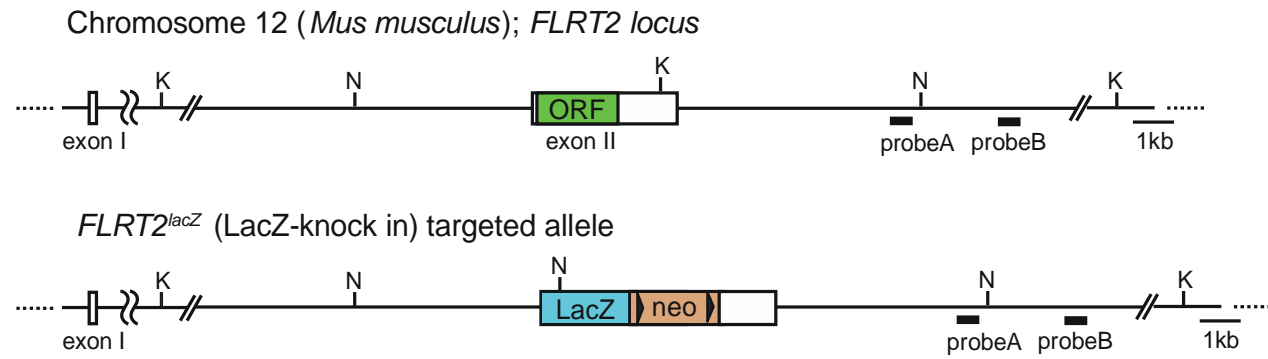 Chromosome 12 (Mus musculus); FLRT2 locus
K N K N K
ORF
exon I exon II probeA probeB 1kb
FLRT2lacZ (LacZ-knock in) targeted allele
K N N N K
LacZ neo
exon I probeA probeB 1kb